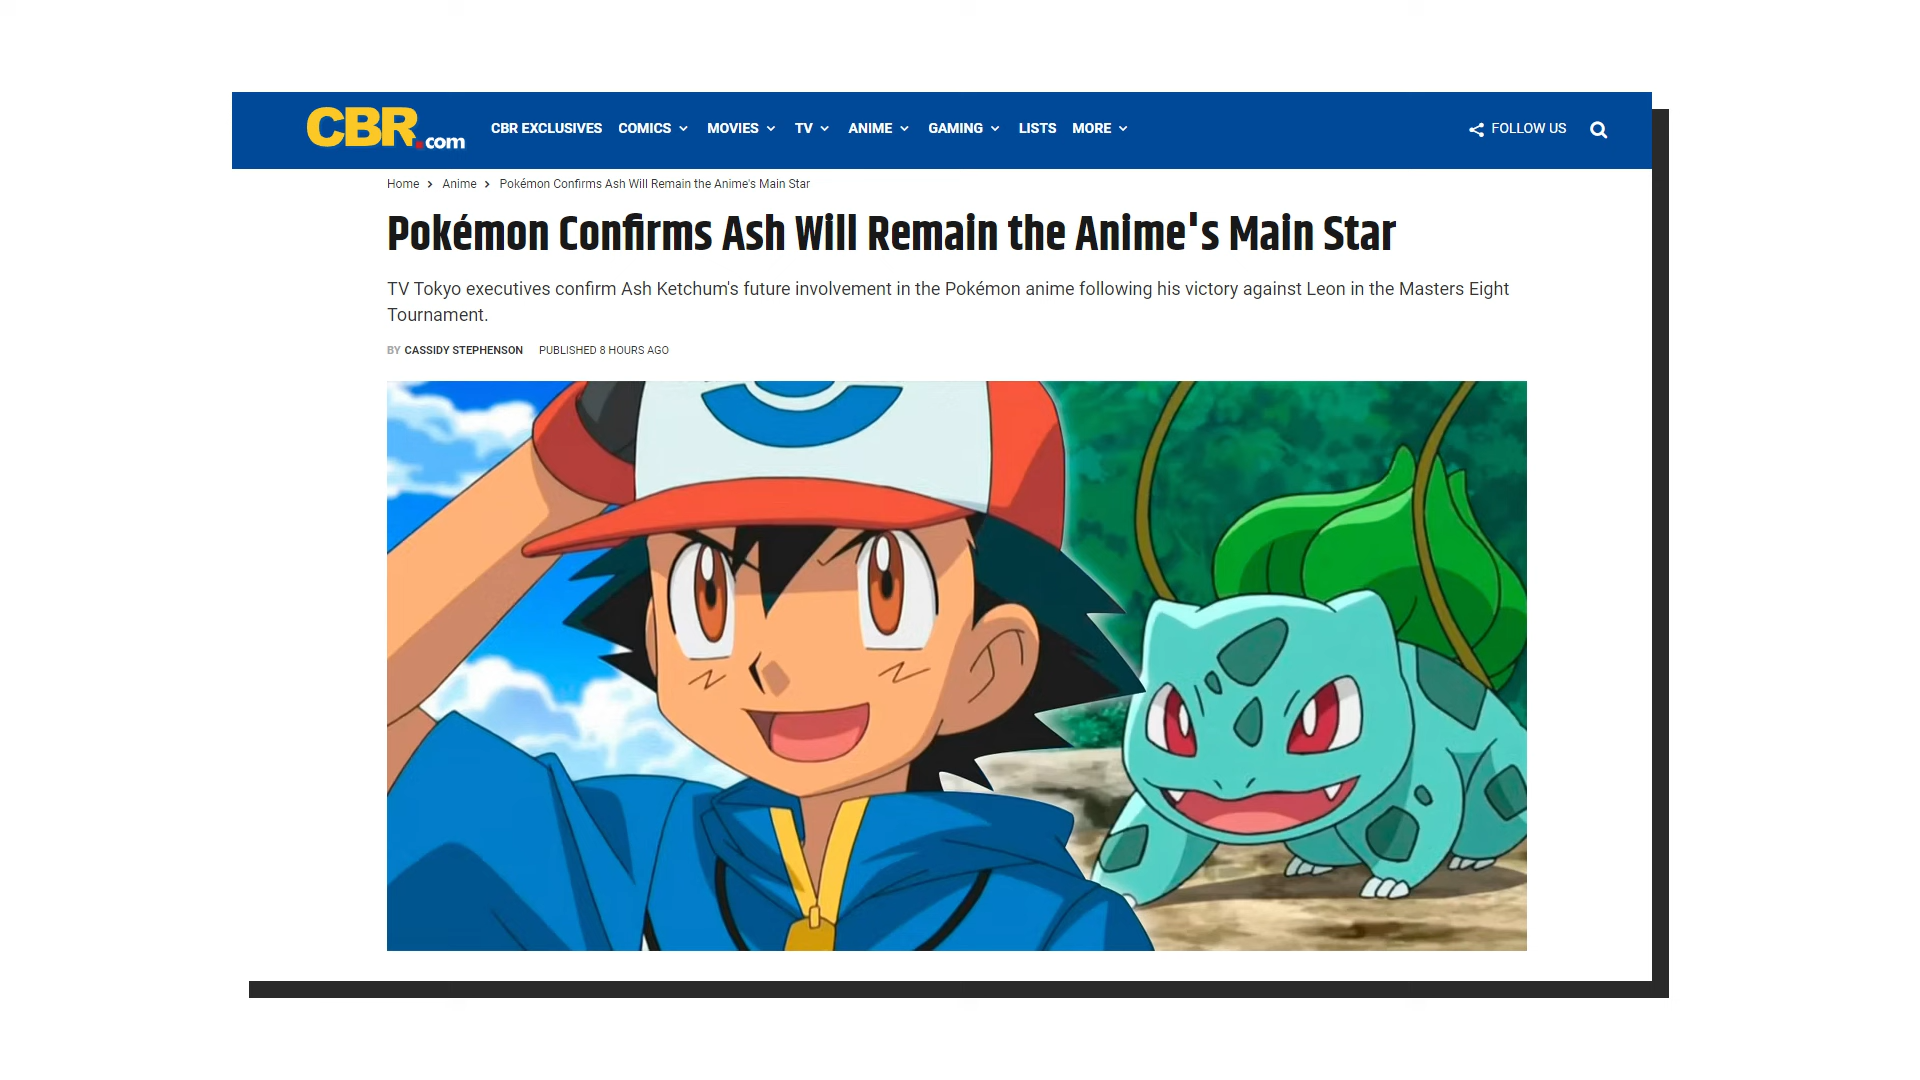 CBR.com CBR EXCLUSIVES COMICS MOVIES TV ANIME GAMING LISTS MORE FOLLOW US
Home > Anime > Pokémon Confirms Ash Will Remain the Anime's Main Star
Pokémon Confirms Ash Will Remain the Anime's Main Star
TV Tokyo executives confirm Ash Ketchum's future involvement in the Pokémon anime following his victory against Leon in the Masters Eight
Tournament.
BY CASSIDY STEPHENSON PUBLISHED 8 HOURS AGO